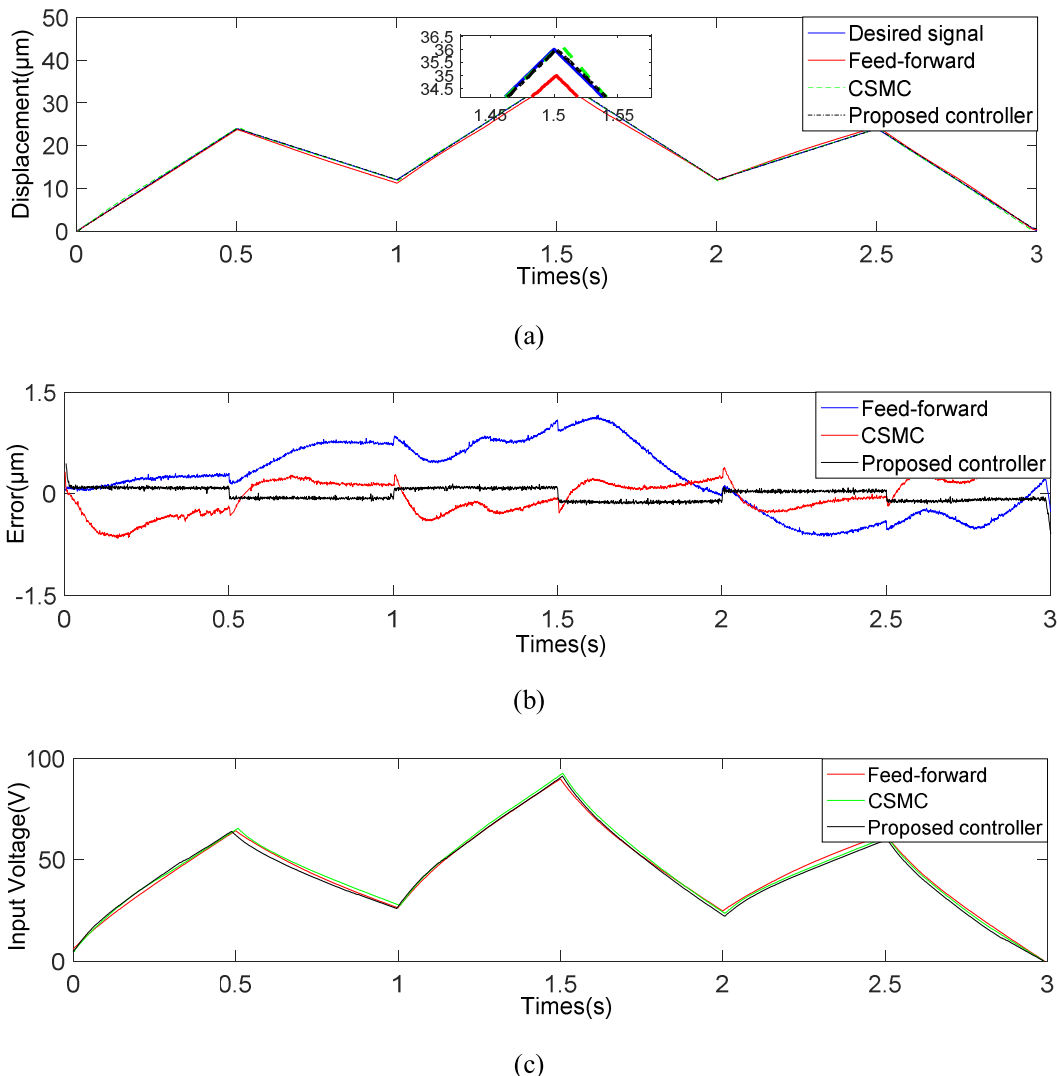 50
40
30
20
10
0
Displacement(μm)
36.5
36
35.5
35
34.5
1.45
1.5
1.55
Desired signal
Feed-forward
CSMC
Proposed controller
0 0.5 1 1.5 2 2.5 3
Times(s)
(a)
1.5
0
-1.5
Error(μm)
Feed-forward
CSMC
Proposed controller
0 0.5 1 1.5 2 2.5 3
Times(s)
(b)
100
50
0
Input Voltage(V)
Feed-forward
CSMC
Proposed controller
0 0.5 1 1.5 2 2.5 3
Times(s)
(c)